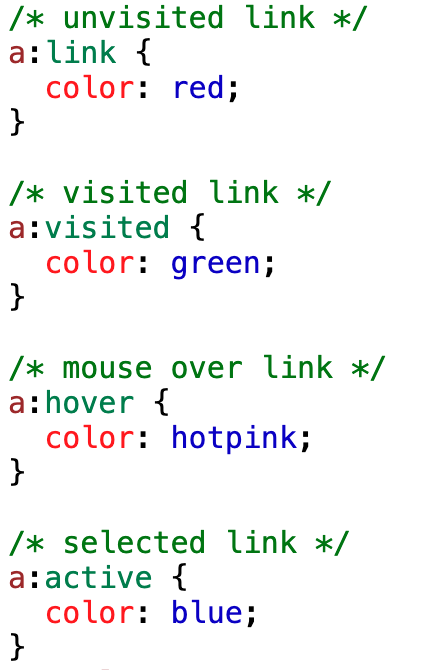 /* unvisited link */
a:link {
  color: red;
}

/* visited link */
a:visited {
  color: green;
}

/* mouse over link */
a:hover {
  color: hotpink;
}

/* selected link */
a:active {
  color: blue;
}